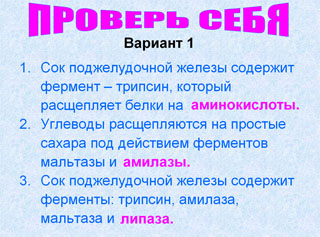 ПРОВЕРЬ СЕБЯ
Вариант 1
1. Сок поджелудочной железы содержит
фермент – трипсин, который
расщепляет белки на аминокислоты.
2. Углеводы расщепляются на простые
сахара под действием ферментов
мальтазы и амилазы.
3. Сок поджелудочной железы содержит
ферменты: трипсин, амилаза,
мальтаза и липаза.